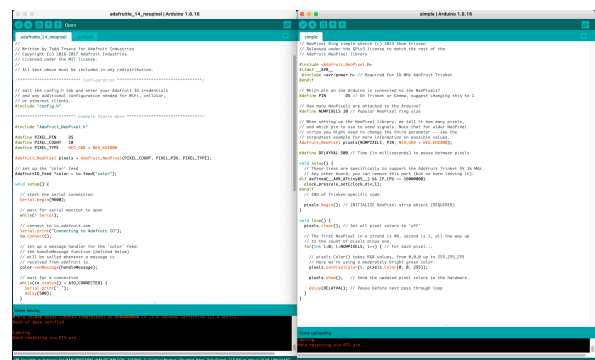 adafruitio_14_neopixel | Arduino 1.8.16
Open
adafruitio_14_neopixel
//
// Written by Todd Treece for Adafruit Industries
// Copyright (c) 2016-2017 Adafruit Industries
// Licensed under the MIT license.
//
// All text above must be included in any redistribution.
/************************** Configuration ***********************************/
// edit the config.h tab and enter your Adafruit IO credentials
// and any additional configuration needed for WiFi, cellular,
// or ethernet clients.
#include "config.h"
/************************ Example Starts Here *******************************/
#include "Adafruit_NeoPixel.h"
#define PIXEL_PIN D5
#define PIXEL_COUNT 10
#define PIXEL_TYPE NEO_GRB + NEO_KHZ800
Adafruit_NeoPixel pixels = Adafruit_NeoPixel(PIXEL_COUNT, PIXEL_PIN, PIXEL_TYPE);
// set up the 'color' feed
AdafruitIO_Feed *color = io.feed("color");
void setup() {
// start the serial connection
Serial.begin(9600);
// wait for serial monitor to open
while(! Serial);
// connect to io.adafruit.com
Serial.print("Connecting to Adafruit IO");
io.connect();
// set up a message handler for the 'color' feed.
// the handleMessage function (defined below)
// will be called whenever a message is
// received from adafruit io.
color->onMessage(handleMessage);
// wait for a connection
while(io.status() < AIO_CONNECTED) {
Serial.print(".");
delay(500);
}
Done Saving.
Hash of data verified.
Leaving...
Hard resetting via RTS pin...
simple | Arduino 1.8.16
simple
// NeoPixel Ring simple sketch (c) 2013 Shae Erisson
// Released under the GPLv3 license to match the rest of the
// Adafruit NeoPixel library
#include <Adafruit_NeoPixel.h>
#ifdef __AVR__
#include <avr/power.h> // Required for 16 MHz Adafruit Trinket
#endif
// Which pin on the Arduino is connected to the NeoPixels?
#define PIN D5 // On Trinket or Gemma, suggest changing this to 1
// How many NeoPixels are attached to the Arduino?
#define NUMPIXELS 10 // Popular NeoPixel ring size
// When setting up the NeoPixel library, we tell it how many pixels,
// and which pin to use to send signals. Note that for older NeoPixel
// strips you might need to change the third parameter -- see the
// strandtest example for more information on possible values.
Adafruit_NeoPixel pixels(NUMPIXELS, PIN, NEO_GRB + NEO_KHZ800);
#define DELAYVAL 500 // Time (in milliseconds) to pause between pixels
void setup() {
// These lines are specifically to support the Adafruit Trinket 5V 16 MHz.
// Any other board, you can remove this part (but no harm leaving it):
#if defined(__AVR_ATtiny85__) && (F_CPU == 16000000)
clock_prescale_set(clock_div_1);
#endif
// END of Trinket-specific code.
pixels.begin(); // INITIALIZE NeoPixel strip object (REQUIRED)
}
void loop() {
pixels.clear(); // Set all pixel colors to 'off'
// The first NeoPixel in a strand is #0, second is 1, all the way up
// to the count of pixels minus one.
for(int i=0; i<NUMPIXELS; i++) { // For each pixel...
// pixels.Color() takes RGB values, from 0,0,0 up to 255,255,255
// Here we're using a moderately bright green color:
pixels.setPixelColor(i, pixels.Color(0, 0, 255));
pixels.show(); // Send the updated pixel colors to the hardware.
delay(DELAYVAL); // Pause before next pass through loop
}
}
Done uploading.
Leaving...
Hard resetting via RTS pin...